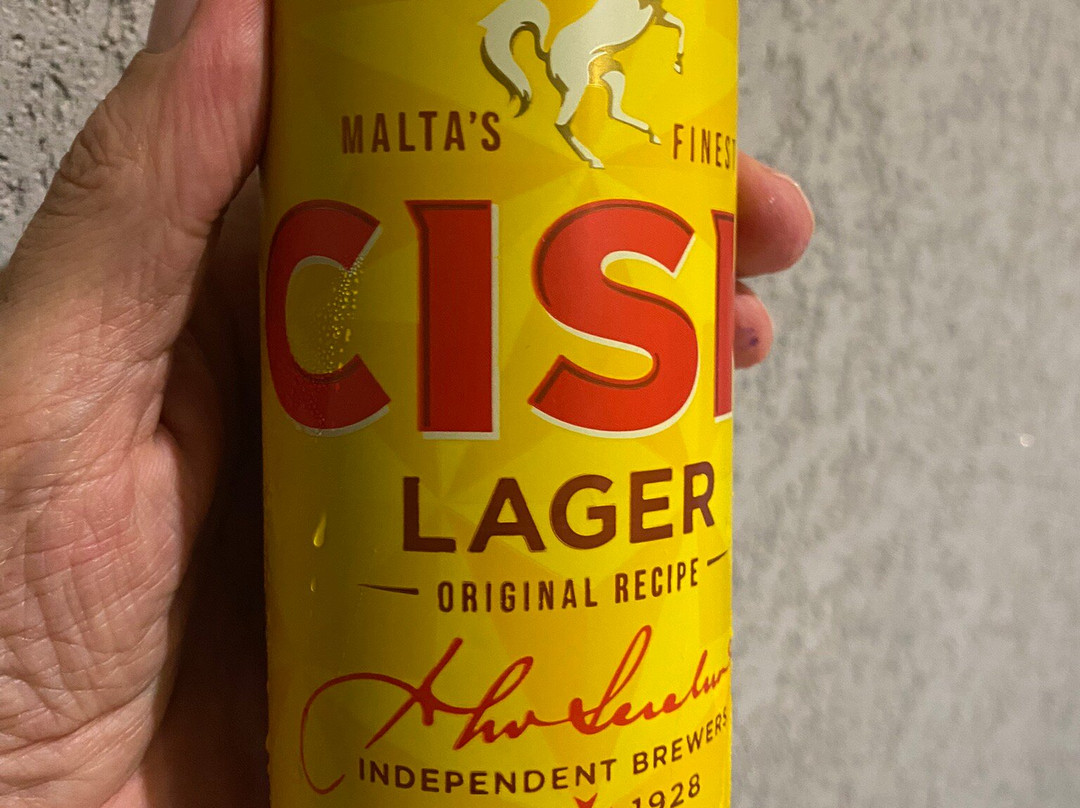 MALTA'S FINEST
CISK
LAGER
ORIGINAL RECIPE
INDEPENDENT BREWERS
1928